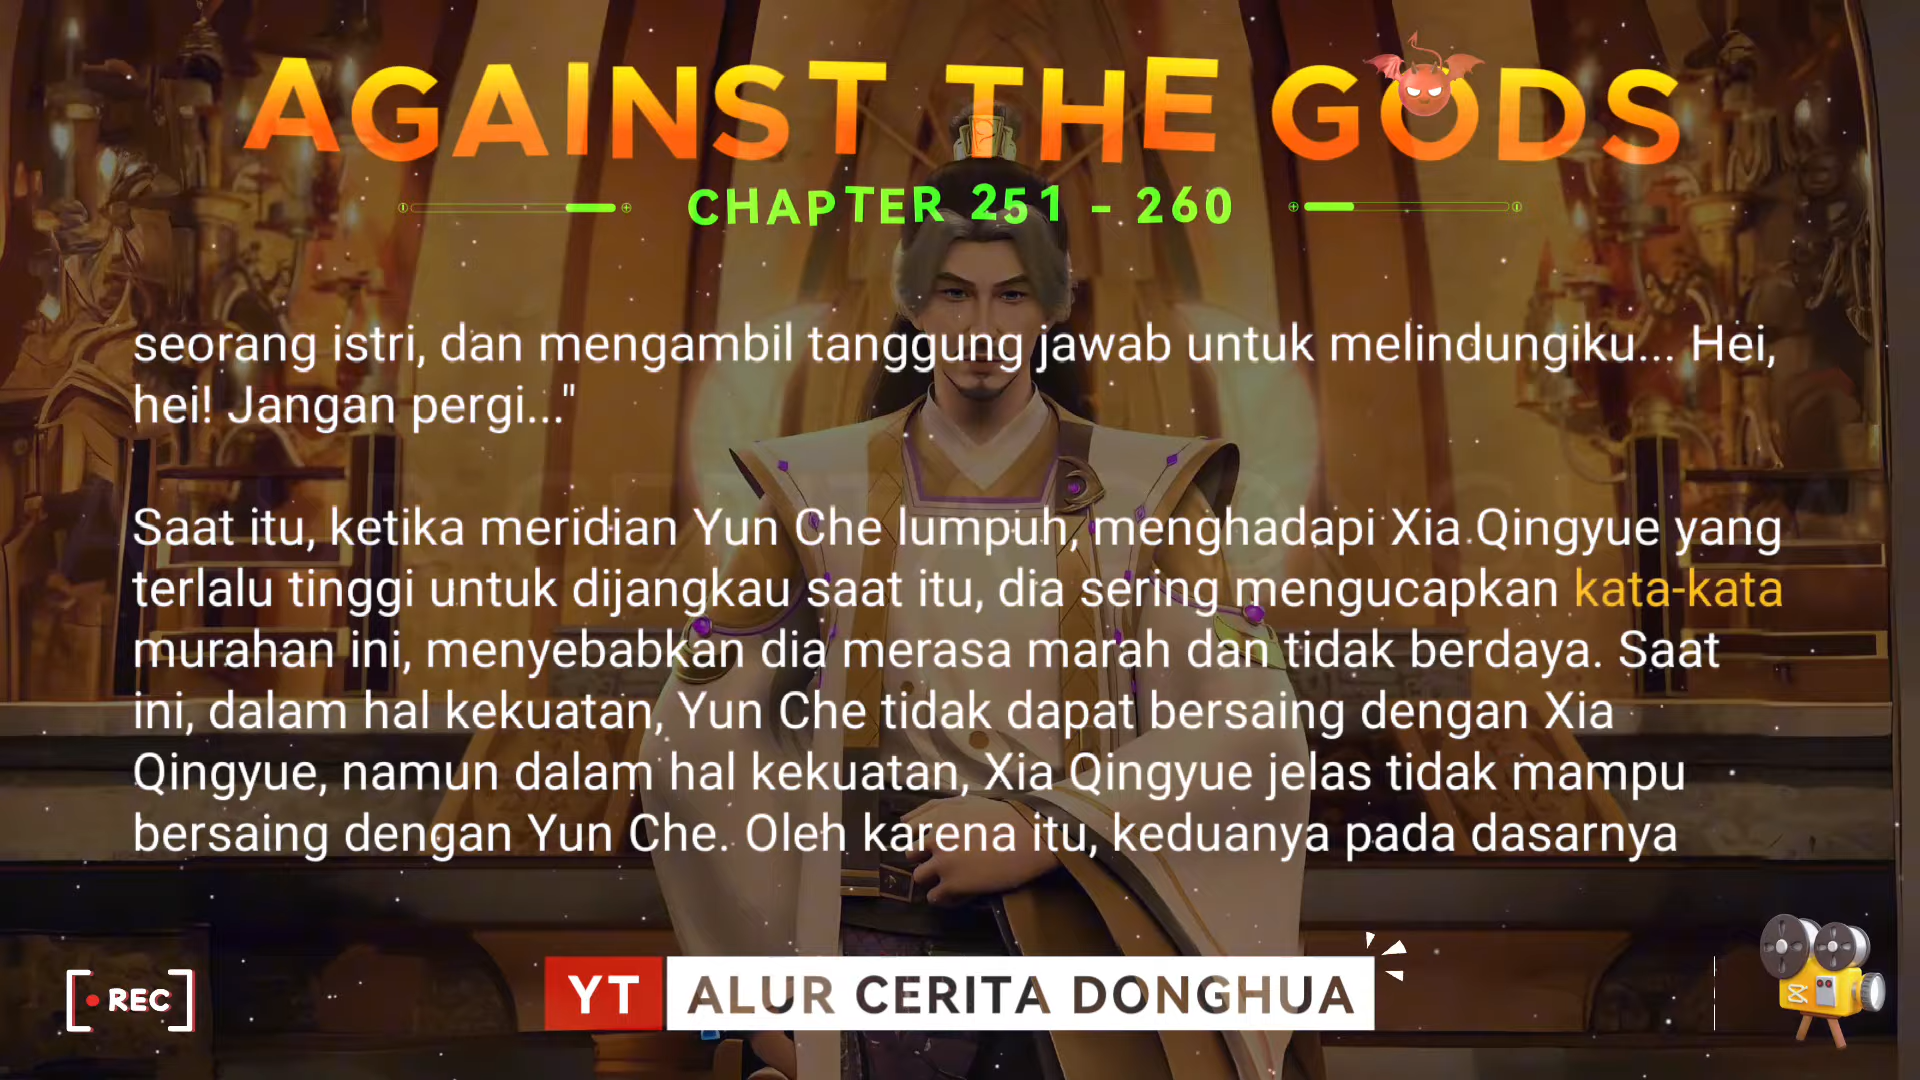 AGAINST THE GODS
CHAPTER 251 - 260
seorang istri, dan mengambil tanggung jawab untuk melindungiku... Hei,
hei! Jangan pergi..."
Saat itu, ketika meridian Yun Che lumpuh, menghadapi Xia Qingyue yang
terlalu tinggi untuk dijangkau saat itu, dia sering mengucapkan kata-kata
murahan ini, menyebabkan dia merasa marah dan tidak berdaya. Saat
ini, dalam hal kekuatan, Yun Che tidak dapat bersaing dengan Xia
Qingyue, namun dalam hal kekuatan, Xia Qingyue jelas tidak mampu
bersaing dengan Yun Che. Oleh karena itu, keduanya pada dasarnya
REC
YT ALUR CERITA DONGHUA